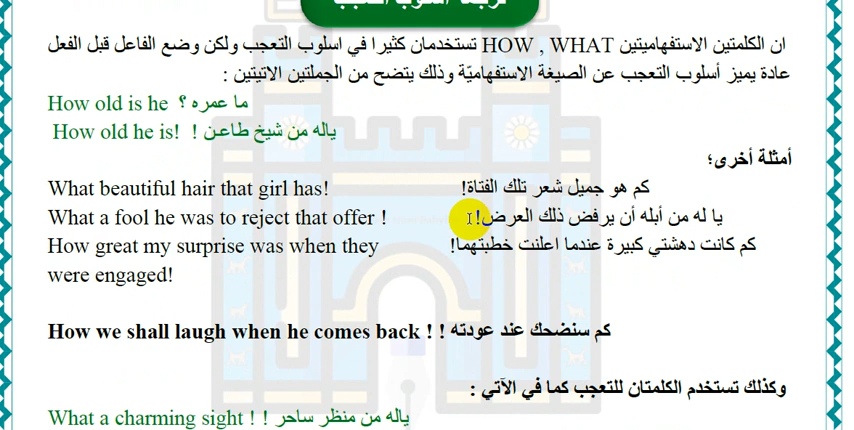 ترجمة أسلوب التعجب
ان الكلمتين الاستفهاميتين HOW , WHAT تستخدمان كثيرا في اسلوب التعجب ولكن وضع الفاعل قبل الفعل
عادة يميز أسلوب التعجب عن الصيغة الاستفهاميّة وذلك يتضح من الجملتين الاتيتين :
How old is he ما عمره ؟
How old he is! ياله من شيخ طاعن !
أمثلة أخرى؛
What beautiful hair that girl has! كم هو جميل شعر تلك الفتاة!
What a fool he was to reject that offer ! يا له من أبله أن يرفض ذلك العرض!
How great my surprise was when they كم كانت دهشتي كبيرة عندما اعلنت خطبتهما!
were engaged!
How we shall laugh when he comes back ! ! كم سنضحك عند عودته
وكذلك تستخدم الكلمتان للتعجب كما في الآتي :
What a charming sight ! ! ياله من منظر ساحر